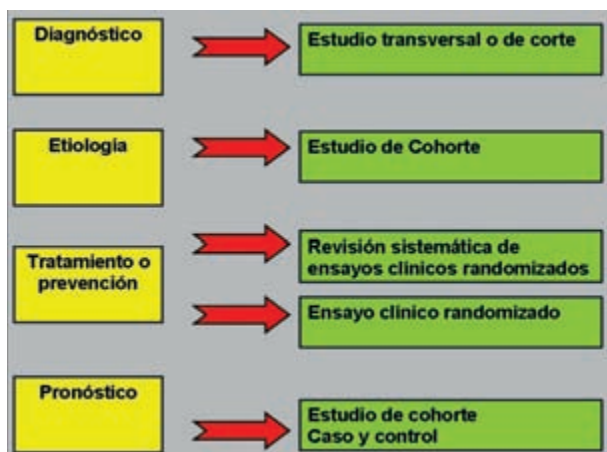 Diagnóstico
Estudio transversal o de corte
Etiología
Estudio de Cohorte
Tratamiento o
prevención
Revisión sistemática de
ensayos clínicos randomizados
Ensayo clínico randomizado
Pronóstico
Estudio de cohorte
Caso y control